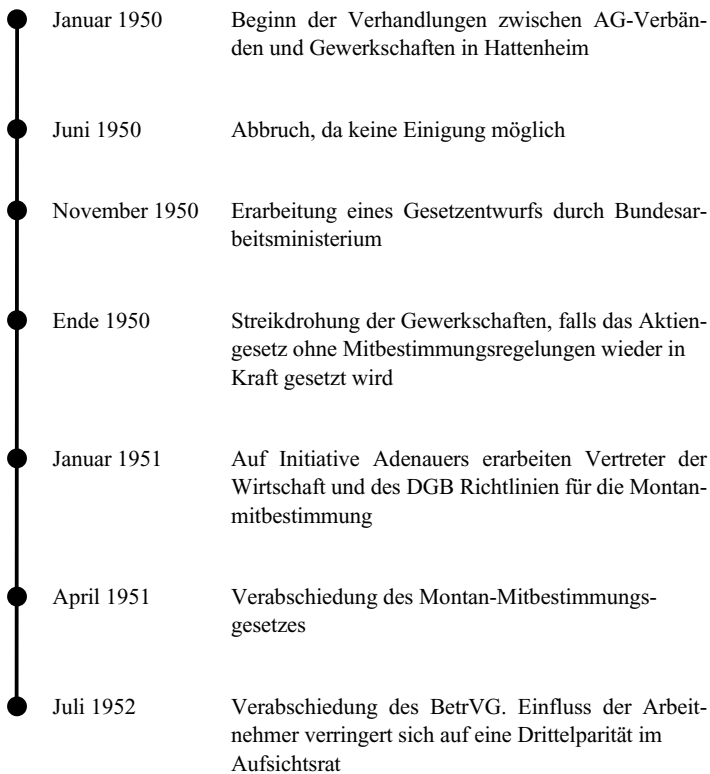 Januar 1950 Beginn der Verhandlungen zwischen AG-Verbän-
den und Gewerkschaften in Hattenheim
Juni 1950 Abbruch, da keine Einigung möglich
November 1950 Erarbeitung eines Gesetzentwurfs durch Bundesar-
beitsministerium
Ende 1950 Streikdrohung der Gewerkschaften, falls das Aktien-
gesetz ohne Mitbestimmungsregelungen wieder in
Kraft gesetzt wird
Januar 1951 Auf Initiative Adenauers erarbeiten Vertreter der
Wirtschaft und des DGB Richtlinien für die Montan-
mitbestimmung
April 1951 Verabschiedung des Montan-Mitbestimmungs-
gesetzes
Juli 1952 Verabschiedung des BetrVG. Einfluss der Arbeit-
nehmer verringert sich auf eine Drittelparität im
Aufsichtsrat